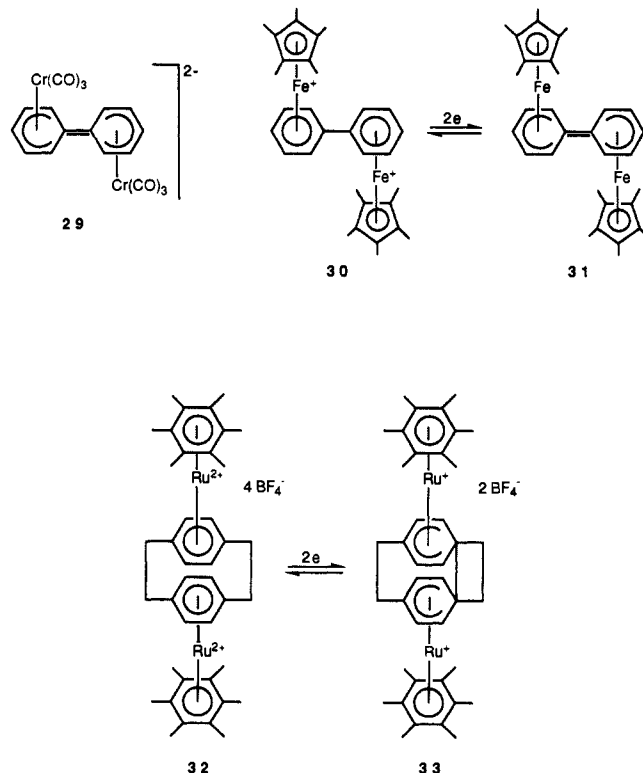 Cr(CO)₃
2-
Cr(CO)₃
29
Fe⁺
Fe⁺
30
2e
Fe
Fe
31
Ru²⁺
4 BF₄⁻
Ru²⁺
32
2e
Ru⁺
2 BF₄⁻
Ru⁺
33